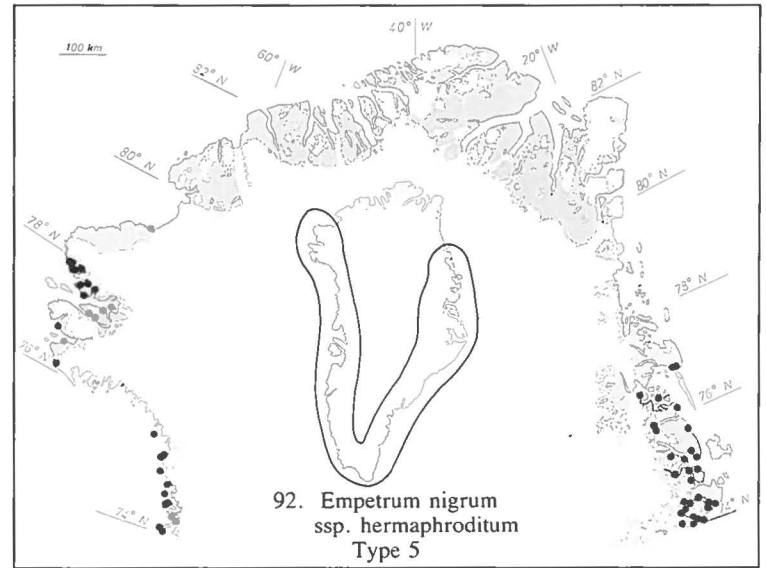 100 km
40° W
60° W
20° W
82° N
82° N
80° N
80° N
78° N
79° N
76° N
76° N
74° N
74° N
92. Empetrum nigrum
ssp. hermaphroditum
Type 5